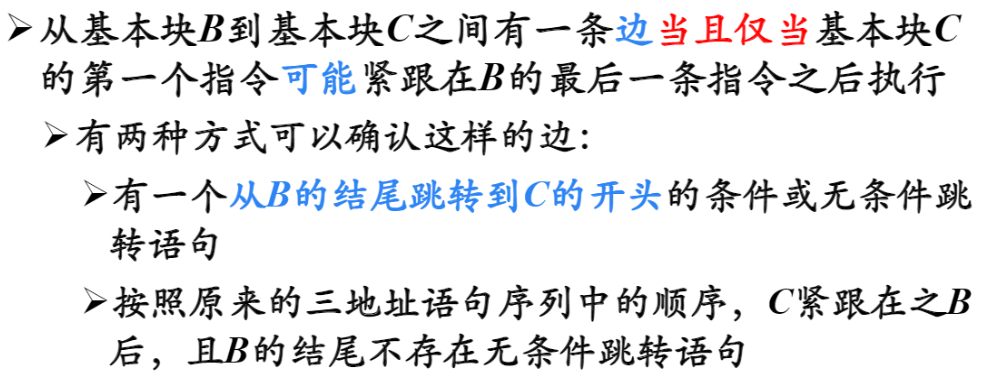 ➢从基本块B到基本块C之间有一条边当且仅当基本块C
的第一个指令可能紧跟在B的最后一条指令之后执行
➢有两种方式可以确认这样的边：
➢有一个从B的结尾跳转到C的开头的条件或无条件跳
转语句
➢按照原来的三地址语句序列中的顺序，C紧跟在之B
后，且B的结尾不存在无条件跳转语句